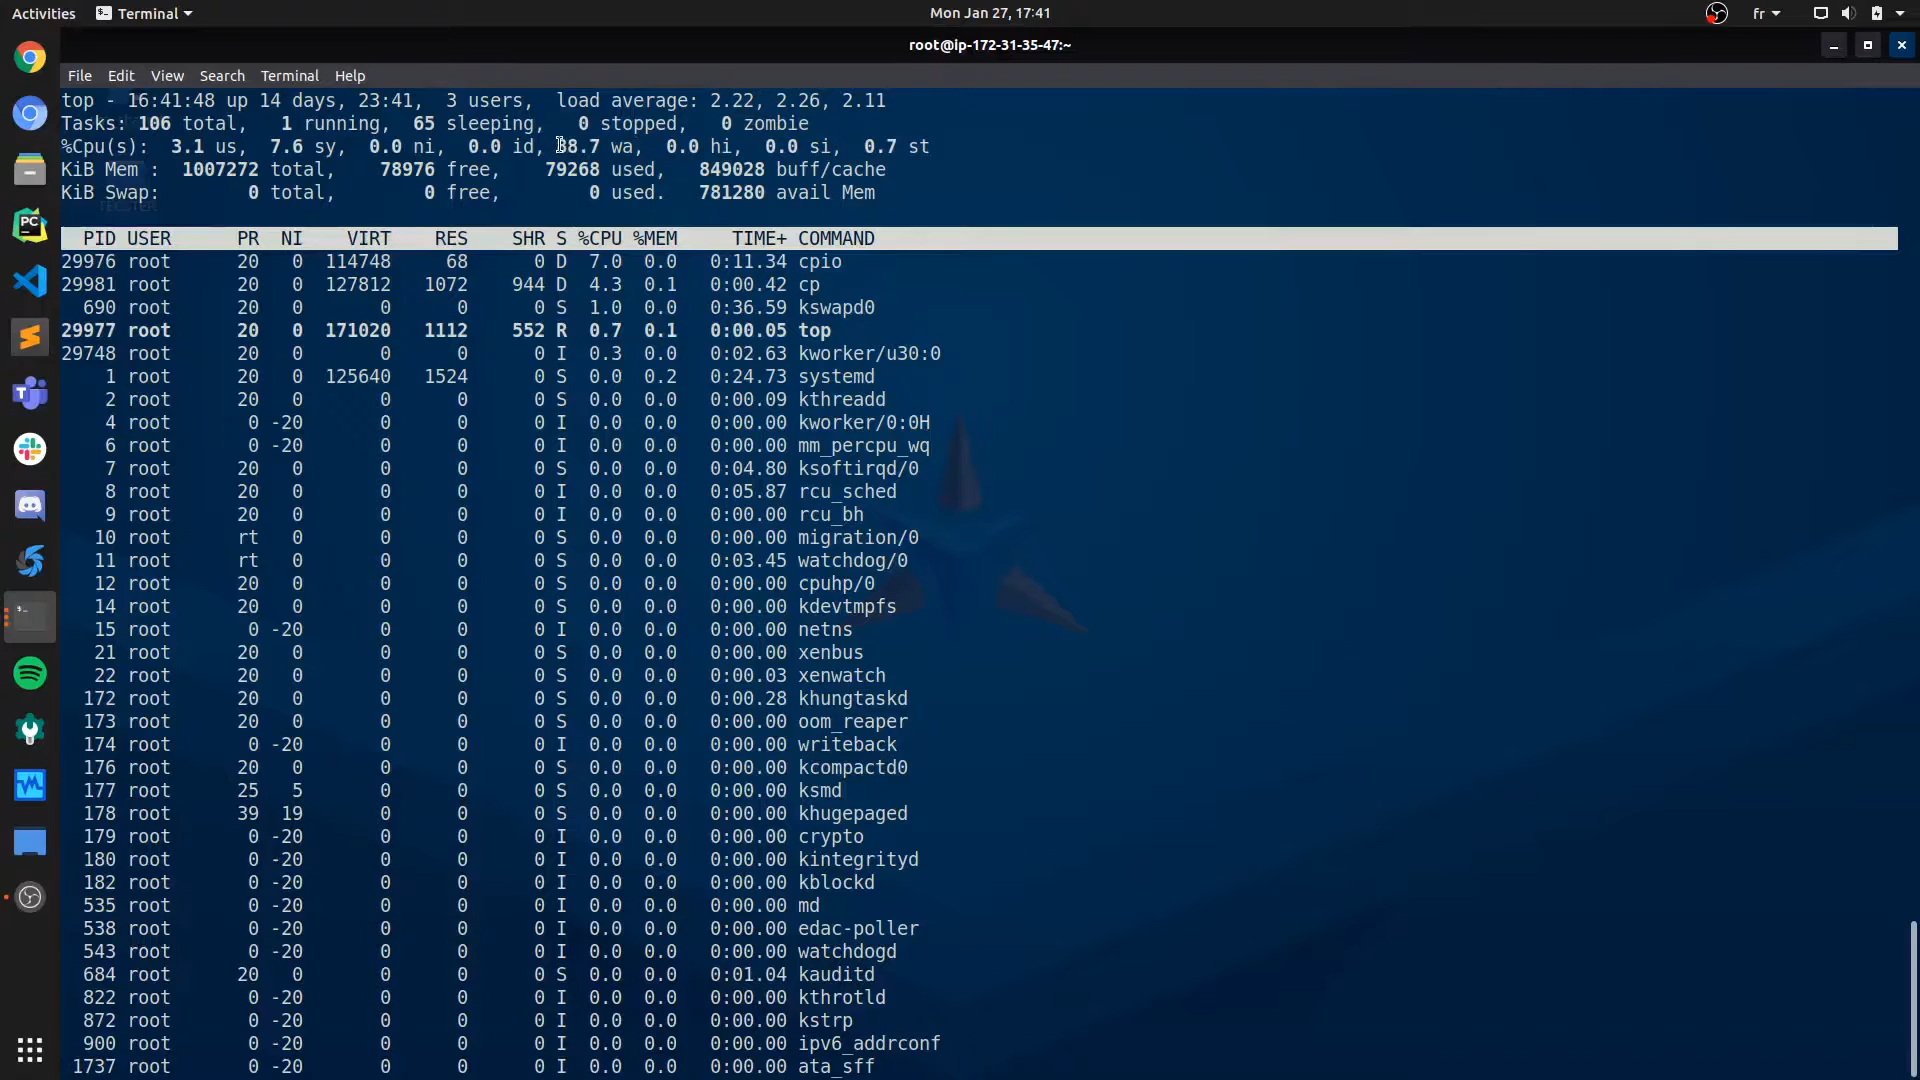 Activities Terminal Mon Jan 27, 17:41 fr
root@ip-172-31-35-47:~
File Edit View Search Terminal Help
top - 16:41:48 up 14 days, 23:41, 3 users, load average: 2.22, 2.26, 2.11
Tasks: 106 total, 1 running, 65 sleeping, 0 stopped, 0 zombie
%Cpu(s): 3.1 us, 7.6 sy, 0.0 ni, 0.0 id, 88.7 wa, 0.0 hi, 0.0 si, 0.7 st
KiB Mem : 1007272 total, 78976 free, 79268 used, 849028 buff/cache
KiB Swap: 0 total, 0 free, 0 used. 781280 avail Mem
PID USER PR NI VIRT RES SHR S %CPU %MEM TIME+ COMMAND
29976 root 20 0 114748 68 0 D 7.0 0.0 0:11.34 cpio
29981 root 20 0 127812 1072 944 D 4.3 0.1 0:00.42 cp
690 root 20 0 0 0 0 S 1.0 0.0 0:36.59 kswapd0
29977 root 20 0 171020 1112 552 R 0.7 0.1 0:00.05 top
29748 root 20 0 0 0 0 I 0.3 0.0 0:02.63 kworker/u30:0
1 root 20 0 125640 1524 0 S 0.0 0.2 0:24.73 systemd
2 root 20 0 0 0 0 S 0.0 0.0 0:00.09 kthreadd
4 root 0 -20 0 0 0 I 0.0 0.0 0:00.00 kworker/0:0H
6 root 0 -20 0 0 0 I 0.0 0.0 0:00.00 mm_percpu_wq
7 root 20 0 0 0 0 S 0.0 0.0 0:04.80 ksoftirqd/0
8 root 20 0 0 0 0 I 0.0 0.0 0:05.87 rcu_sched
9 root 20 0 0 0 0 I 0.0 0.0 0:00.00 rcu_bh
10 root rt 0 0 0 0 S 0.0 0.0 0:00.00 migration/0
11 root rt 0 0 0 0 S 0.0 0.0 0:03.45 watchdog/0
12 root 20 0 0 0 0 S 0.0 0.0 0:00.00 cpuhp/0
14 root 20 0 0 0 0 S 0.0 0.0 0:00.00 kdevtmpfs
15 root 0 -20 0 0 0 I 0.0 0.0 0:00.00 netns
21 root 20 0 0 0 0 S 0.0 0.0 0:00.00 xenbus
22 root 20 0 0 0 0 S 0.0 0.0 0:00.03 xenwatch
172 root 20 0 0 0 0 S 0.0 0.0 0:00.28 khungtaskd
173 root 20 0 0 0 0 S 0.0 0.0 0:00.00 oom_reaper
174 root 0 -20 0 0 0 I 0.0 0.0 0:00.00 writeback
176 root 20 0 0 0 0 S 0.0 0.0 0:00.00 kcompactd0
177 root 25 5 0 0 0 S 0.0 0.0 0:00.00 ksmd
178 root 39 19 0 0 0 S 0.0 0.0 0:00.00 khugepaged
179 root 0 -20 0 0 0 I 0.0 0.0 0:00.00 crypto
180 root 0 -20 0 0 0 I 0.0 0.0 0:00.00 kintegrityd
182 root 0 -20 0 0 0 I 0.0 0.0 0:00.00 kblockd
535 root 0 -20 0 0 0 I 0.0 0.0 0:00.00 md
538 root 0 -20 0 0 0 I 0.0 0.0 0:00.00 edac-poller
543 root 0 -20 0 0 0 I 0.0 0.0 0:00.00 watchdogd
684 root 20 0 0 0 0 S 0.0 0.0 0:01.04 kauditd
822 root 0 -20 0 0 0 I 0.0 0.0 0:00.00 kthrotld
872 root 0 -20 0 0 0 I 0.0 0.0 0:00.00 kstrp
900 root 0 -20 0 0 0 I 0.0 0.0 0:00.00 ipv6_addrconf
1737 root 0 -20 0 0 0 I 0.0 0.0 0:00.00 ata_sff